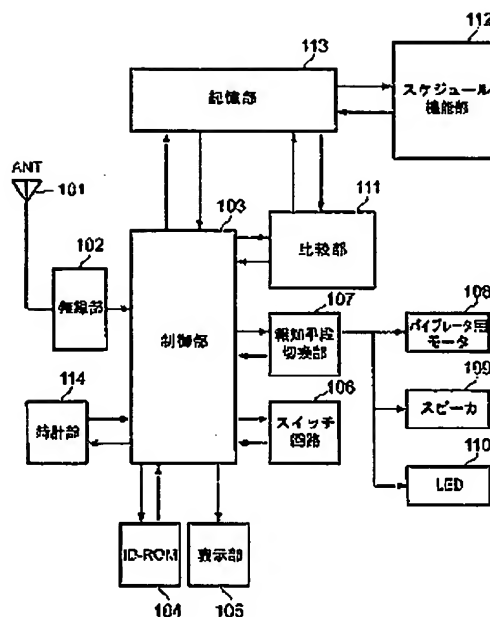 112
113
スケジュール
機能部
記憶部
ANT
101
103
111
102
比較部
無線部
107
108
制御部
報知手段
切換部
バイブレータ用
モータ
109
114
106
スピーカ
時計部
スイッチ
回路
110
LED
ID-ROM
表示部
104
105